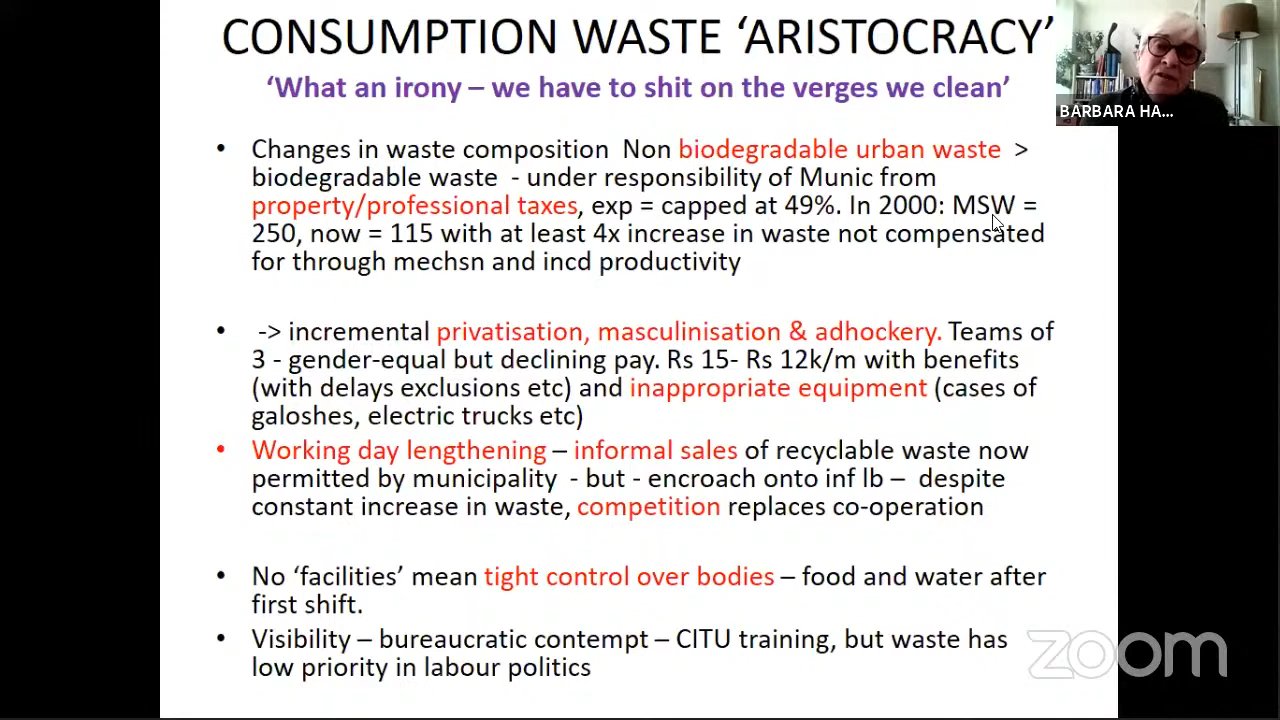 CONSUMPTION WASTE ‘ARISTOCRACY’
‘What an irony – we have to shit on the verges we clean’
BARBARA HA...
• Changes in waste composition Non biodegradable urban waste >
biodegradable waste - under responsibility of Munic from
property/professional taxes, exp = capped at 49%. In 2000: MSW =
250, now = 115 with at least 4x increase in waste not compensated
for through mechsn and incd productivity
• -> incremental privatisation, masculinisation & adhockery. Teams of
3 - gender-equal but declining pay. Rs 15- Rs 12k/m with benefits
(with delays exclusions etc) and inappropriate equipment (cases of
galoshes, electric trucks etc)
• Working day lengthening – informal sales of recyclable waste now
permitted by municipality - but - encroach onto inf lb – despite
constant increase in waste, competition replaces co-operation
• No ‘facilities’ mean tight control over bodies – food and water after
first shift.
• Visibility – bureaucratic contempt – CITU training, but waste has
low priority in labour politics
zoom